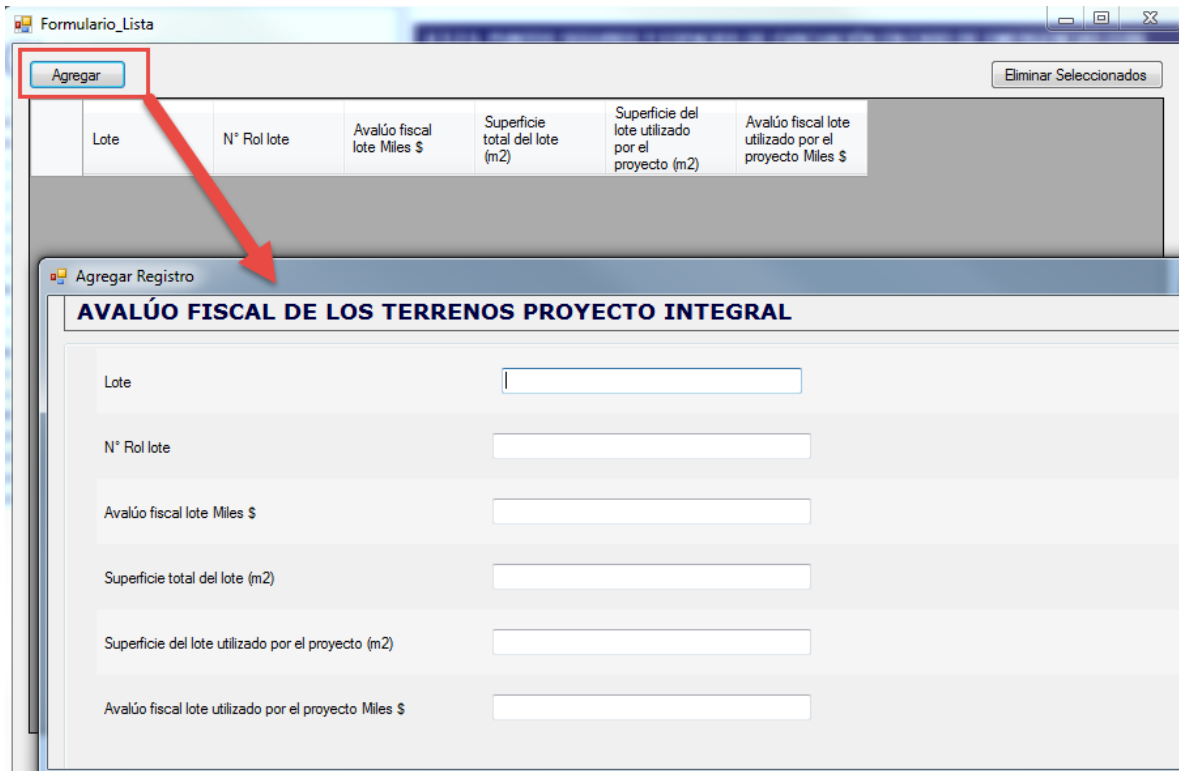 Formulario_Lista
Agregar
Eliminar Seleccionados
Lote
N° Rol lote
Avalúo fiscal
lote Miles $
Superficie
total del lote
(m2)
Superficie del
lote utilizado
por el
proyecto (m2)
Avalúo fiscal lote
utilizado por el
proyecto Miles $
Agregar Registro
AVALÚO FISCAL DE LOS TERRENOS PROYECTO INTEGRAL
Lote
N° Rol lote
Avalúo fiscal lote Miles $
Superficie total del lote (m2)
Superficie del lote utilizado por el proyecto (m2)
Avalúo fiscal lote utilizado por el proyecto Miles $